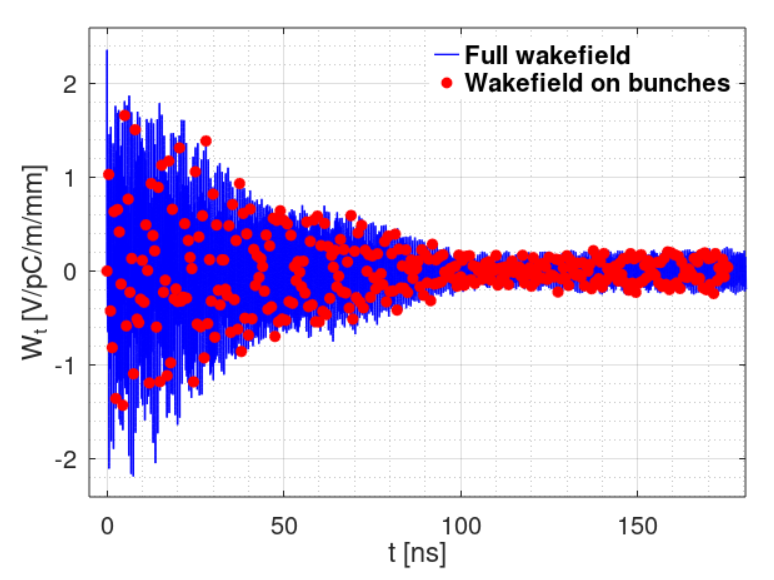 Full wakefield
Wakefield on bunches
2
1
0
-1
-2
W_t [V/pC/m/mm]
0 50 100 150
t [ns]